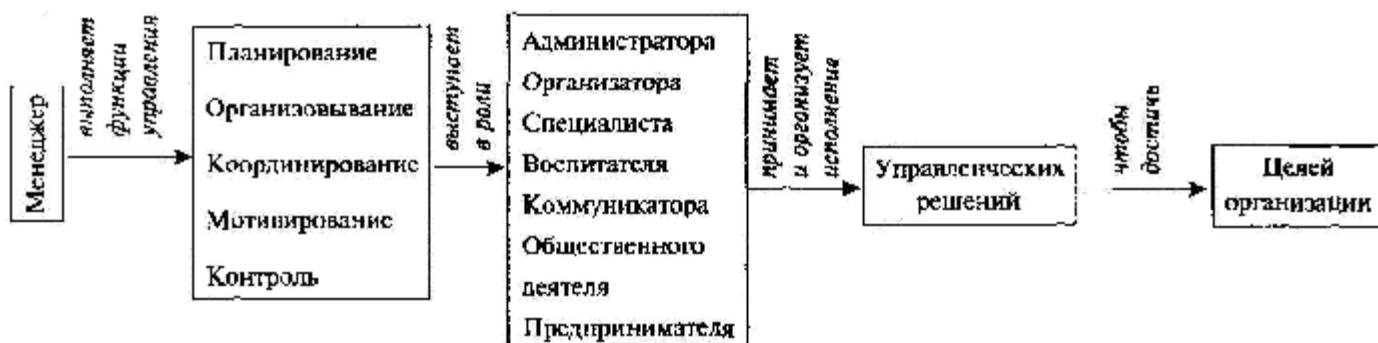 Менеджер
выполняет
функции
управления
Планирование
Организовывание
Координирование
Мотивирование
Контроль
выступает
в роли
Администратора
Организатора
Специалиста
Воспитателя
Коммуникатора
Общественного
деятеля
Предпринимателя
принимает
и организует
исполнение
Управленческих
решений
чтобы
достичь
Целей
организации